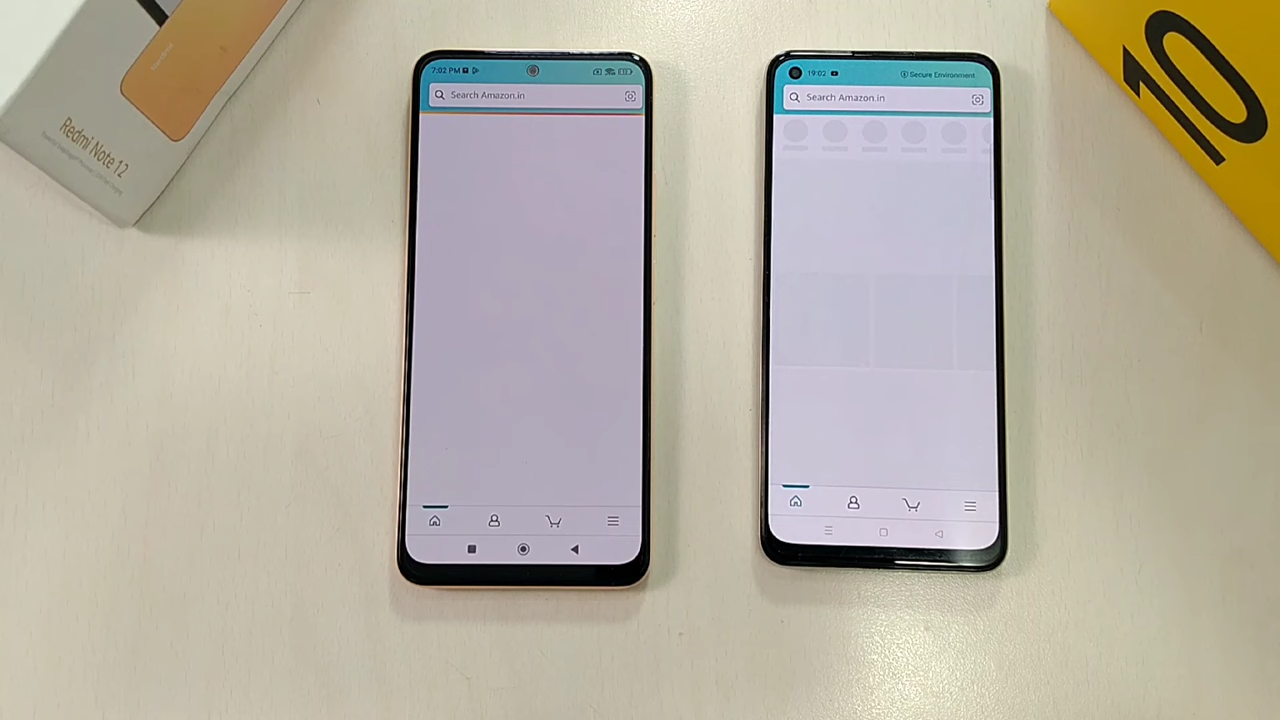 Redmi Note 12
7:02 PM
Search Amazon.in
19:02
Secure Environment
Search Amazon.in
10